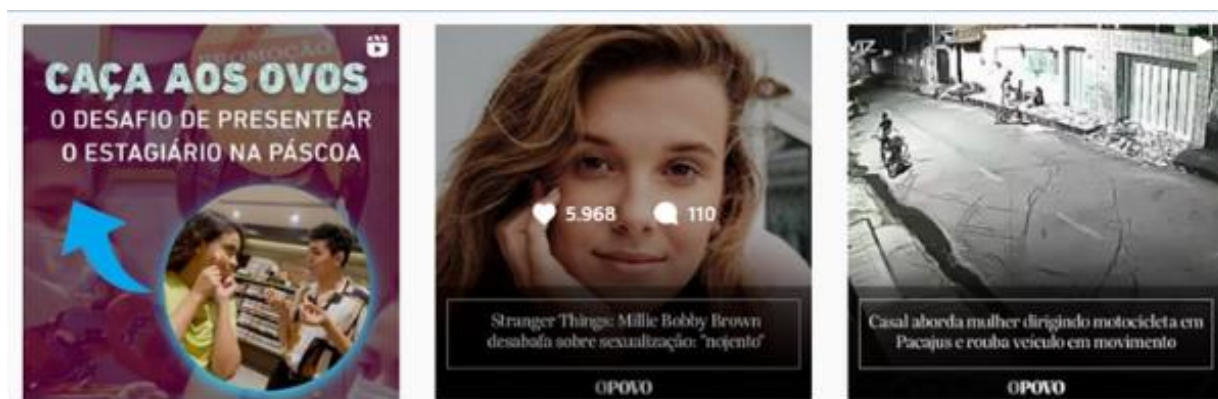 PROMOÇÃO
CAÇA AOS OVOS
O DESAFIO DE PRESENTEAR
O ESTAGIÁRIO NA PÁSCOA
5.968 110
Stranger Things: Millie Bobby Brown
desabafa sobre sexualização: "nojento"
OPOVO
Casal aborda mulher dirigindo motocicleta em
Pacajus e rouba veículo em movimento
OPOVO